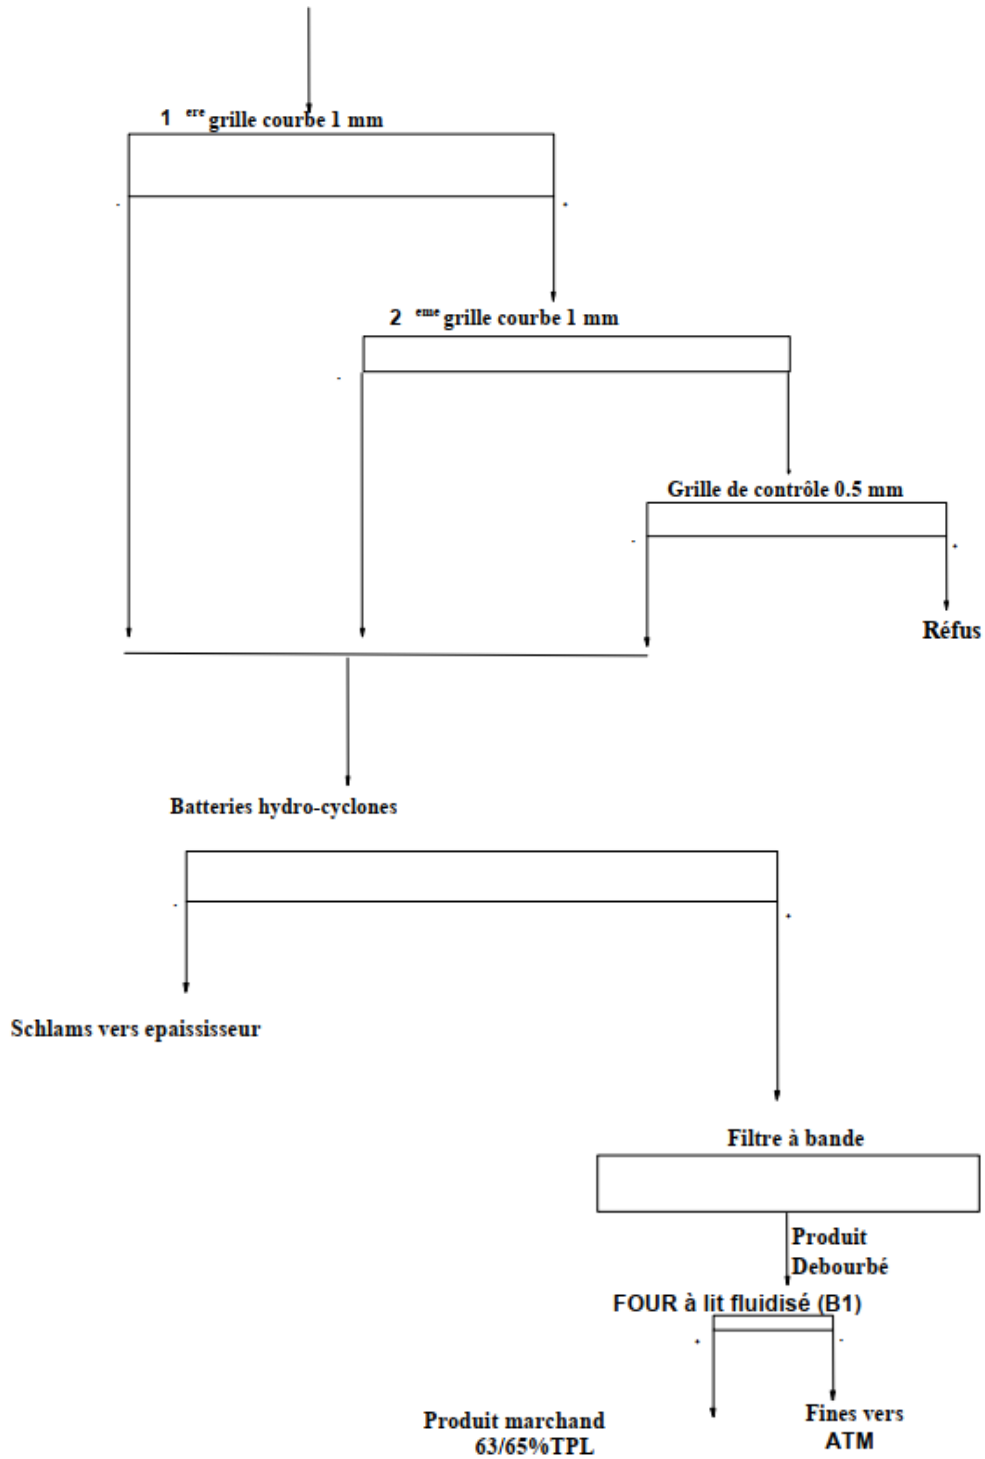 1 ere grille courbe 1 mm
- +
2 eme grille courbe 1 mm
-
Grille de contrôle 0.5 mm
- +
Réfus
Batteries hydro-cyclones
- +
Schlams vers epaississeur
Filtre à bande
Produit
Debourbé
FOUR à lit fluidisé (B1)
+ -
Produit marchand
63/65%TPL
Fines vers
ATM